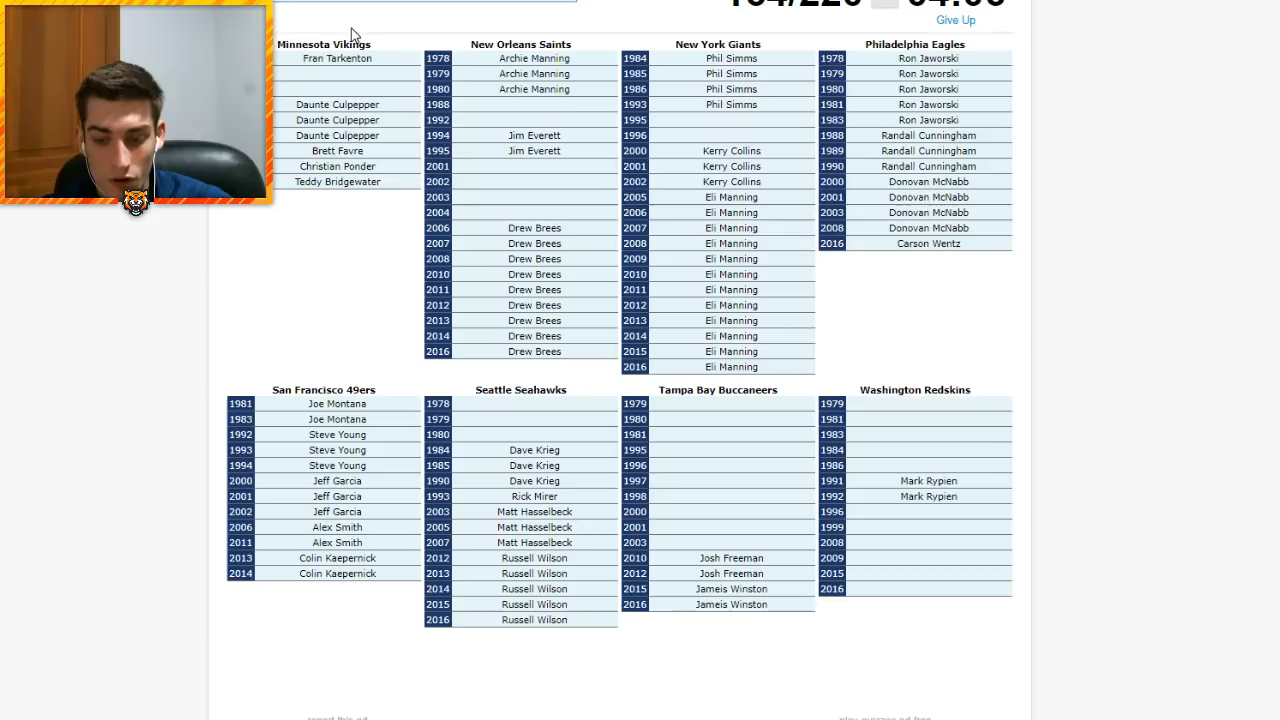 Give Up
Minnesota Vikings
Fran Tarkenton
Daunte Culpepper
Daunte Culpepper
Daunte Culpepper
Brett Favre
Christian Ponder
Teddy Bridgewater
New Orleans Saints
1978 Archie Manning
1979 Archie Manning
1980 Archie Manning
1988
1992
1994 Jim Everett
1995 Jim Everett
2001
2002
2003
2004
2006 Drew Brees
2007 Drew Brees
2008 Drew Brees
2010 Drew Brees
2011 Drew Brees
2012 Drew Brees
2013 Drew Brees
2014 Drew Brees
2016 Drew Brees
New York Giants
1984 Phil Simms
1985 Phil Simms
1986 Phil Simms
1993 Phil Simms
1995
1996
2000 Kerry Collins
2001 Kerry Collins
2002 Kerry Collins
2005 Eli Manning
2006 Eli Manning
2007 Eli Manning
2008 Eli Manning
2009 Eli Manning
2010 Eli Manning
2011 Eli Manning
2012 Eli Manning
2013 Eli Manning
2014 Eli Manning
2015 Eli Manning
2016 Eli Manning
Philadelphia Eagles
1978 Ron Jaworski
1979 Ron Jaworski
1980 Ron Jaworski
1981 Ron Jaworski
1983 Ron Jaworski
1988 Randall Cunningham
1989 Randall Cunningham
1990 Randall Cunningham
2000 Donovan McNabb
2001 Donovan McNabb
2003 Donovan McNabb
2008 Donovan McNabb
2016 Carson Wentz
San Francisco 49ers
1981 Joe Montana
1983 Joe Montana
1992 Steve Young
1993 Steve Young
1994 Steve Young
2000 Jeff Garcia
2001 Jeff Garcia
2002 Jeff Garcia
2006 Alex Smith
2011 Alex Smith
2013 Colin Kaepernick
2014 Colin Kaepernick
Seattle Seahawks
1978
1979
1980
1984 Dave Krieg
1985 Dave Krieg
1990 Dave Krieg
1993 Rick Mirer
2003 Matt Hasselbeck
2005 Matt Hasselbeck
2007 Matt Hasselbeck
2012 Russell Wilson
2013 Russell Wilson
2014 Russell Wilson
2015 Russell Wilson
2016 Russell Wilson
Tampa Bay Buccaneers
1979
1980
1981
1995
1996
1997
1998
2000
2001
2003
2010 Josh Freeman
2012 Josh Freeman
2015 Jameis Winston
2016 Jameis Winston
Washington Redskins
1979
1981
1983
1984
1986
1991 Mark Rypien
1992 Mark Rypien
1996
1999
2008
2009
2015
2016